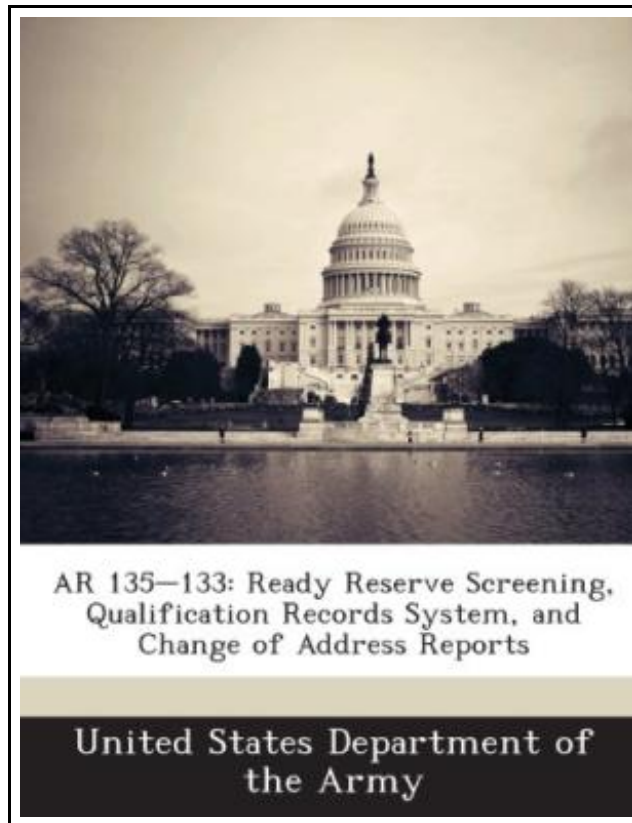 AR 135—133: Ready Reserve Screening,
Qualification Records System, and
Change of Address Reports
United States Department of
the Army